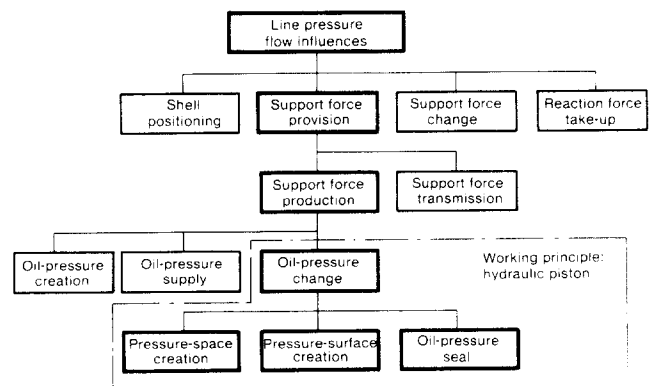 Line pressure
flow influences
Shell
positioning
Support force
provision
Support force
change
Reaction force
take-up
Support force
production
Support force
transmission
Oil-pressure
creation
Oil-pressure
supply
Oil-pressure
change
Working principle:
hydraulic piston
Pressure-space
creation
Pressure-surface
creation
Oil-pressure
seal